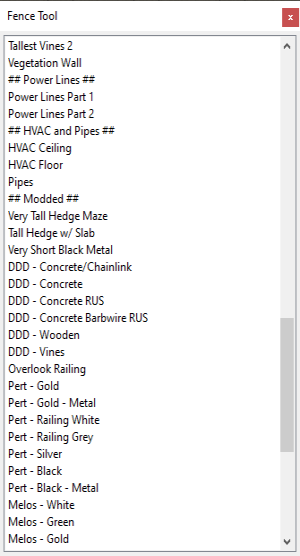 Fence Tool
x
Tallest Vines 2
Vegetation Wall
## Power Lines ##
Power Lines Part 1
Power Lines Part 2
## HVAC and Pipes ##
HVAC Ceiling
HVAC Floor
Pipes
## Modded ##
Very Tall Hedge Maze
Tall Hedge w/ Slab
Very Short Black Metal
DDD - Concrete/Chainlink
DDD - Concrete
DDD - Concrete RUS
DDD - Concrete Barbwire RUS
DDD - Wooden
DDD - Vines
Overlook Railing
Pert - Gold
Pert - Gold - Metal
Pert - Railing White
Pert - Railing Grey
Pert - Silver
Pert - Black
Pert - Black - Metal
Melos - White
Melos - Green
Melos - Gold